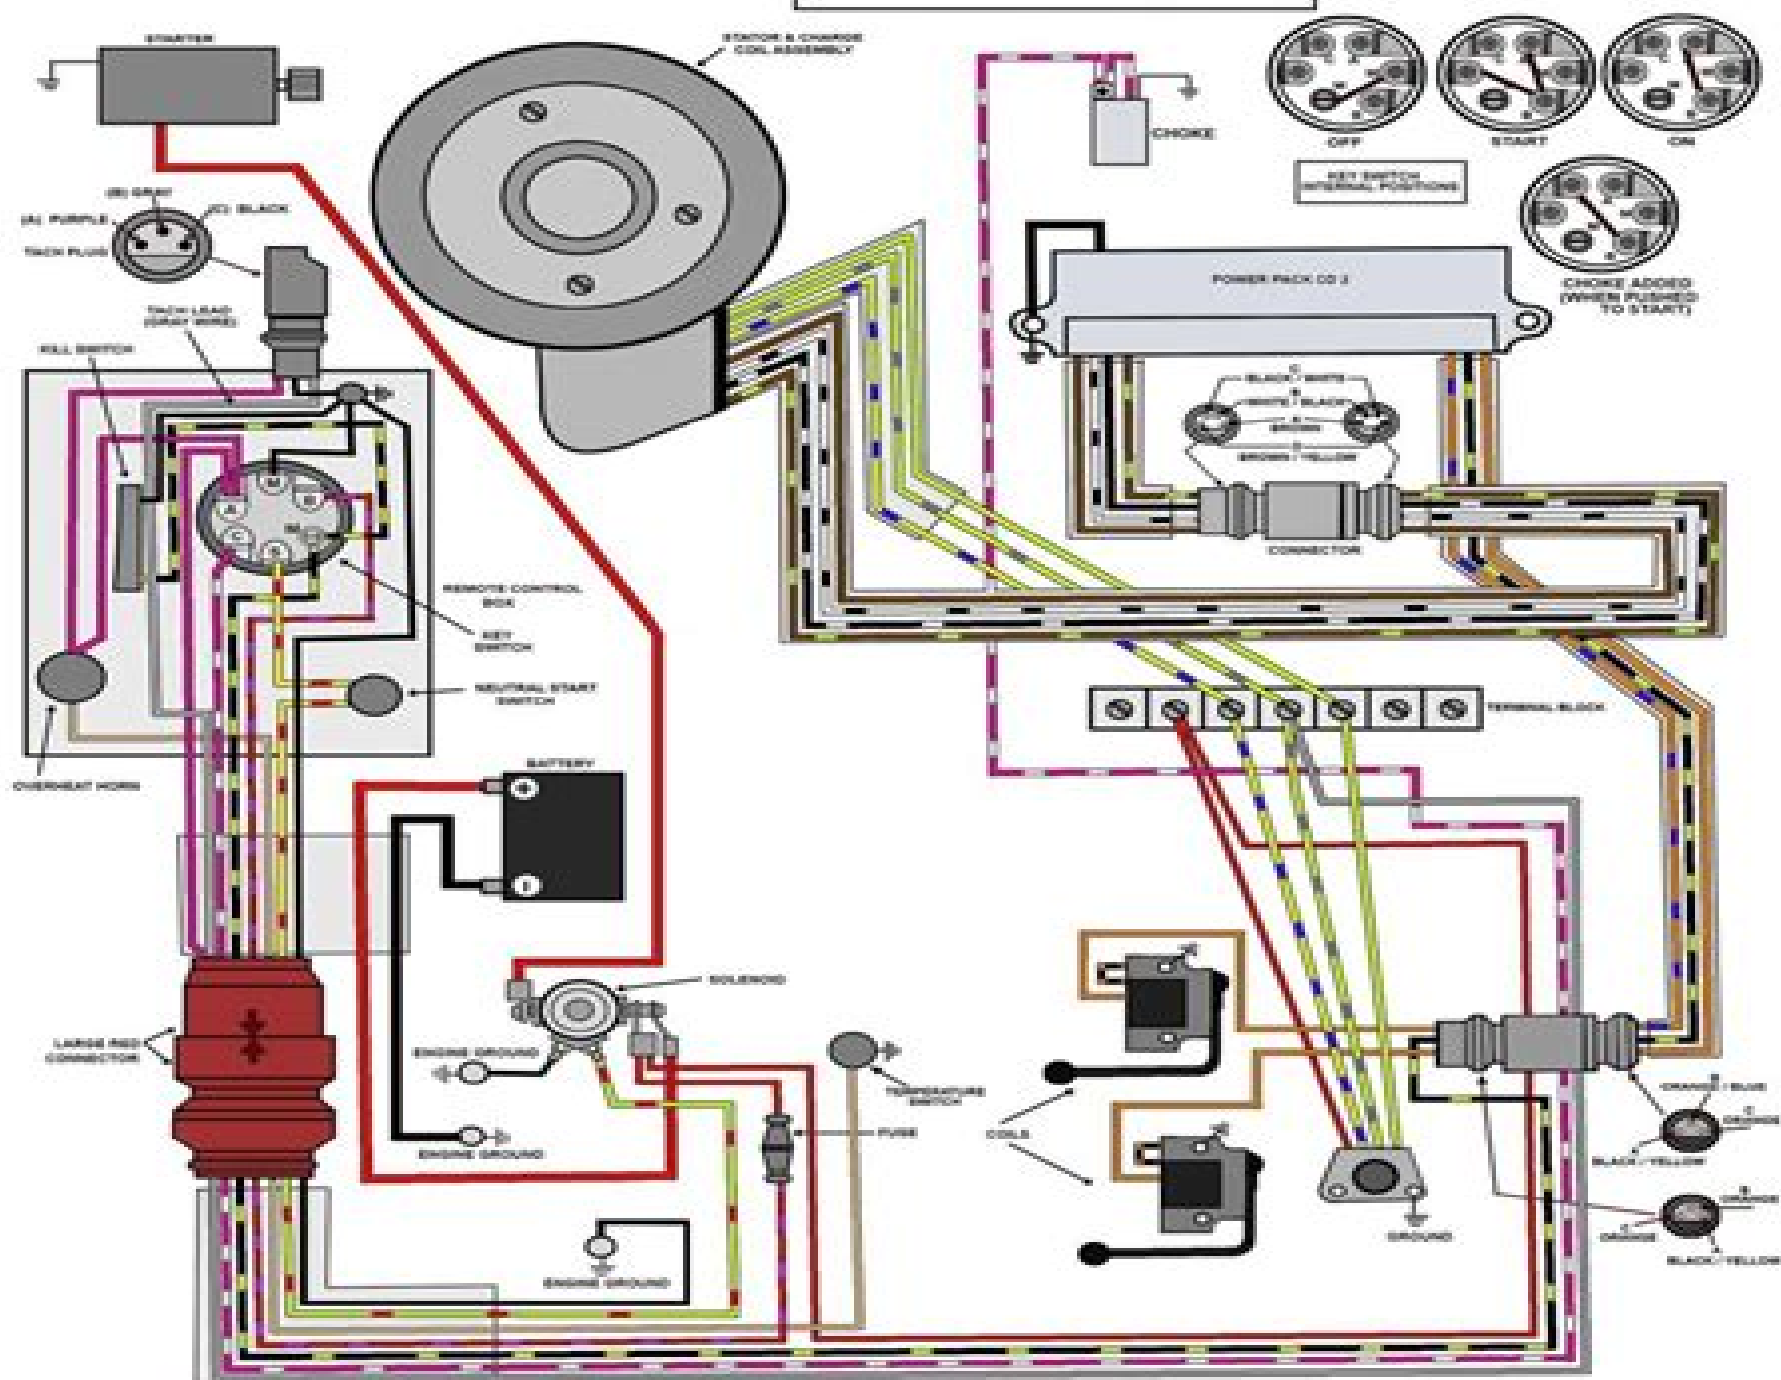 STARTER
STATOR & CHARGE
COIL ASSEMBLY
CHOKE
OFF
START
ON
KEY SWITCH
INTERNAL POSITIONS
CHOKE ADDED
(WHEN PUSHED
TO START)
(B) GRAY
(A) PURPLE
(C) BLACK
TACH PLUG
TACH LEAD
(GRAY WIRE)
KILL SWITCH
POWER PACK CD 2
C
BLACK / WHITE
B
WHITE / BLACK
A
BROWN
D
BROWN / YELLOW
CONNECTOR
M
B
A
M
C
S
REMOTE CONTROL
BOX
KEY
SWITCH
NEUTRAL START
SWITCH
OVERHEAT HORN
TERMINAL BLOCK
BATTERY
+
-
SOLENOID
LARGE RED
CONNECTOR
ENGINE GROUND
ENGINE GROUND
TEMPERATURE
SWITCH
FUSE
COILS
ENGINE GROUND
GROUND
ORANGE / BLUE
C
ORANGE
BLACK / YELLOW
B
ORANGE
C
ORANGE
BLACK / YELLOW